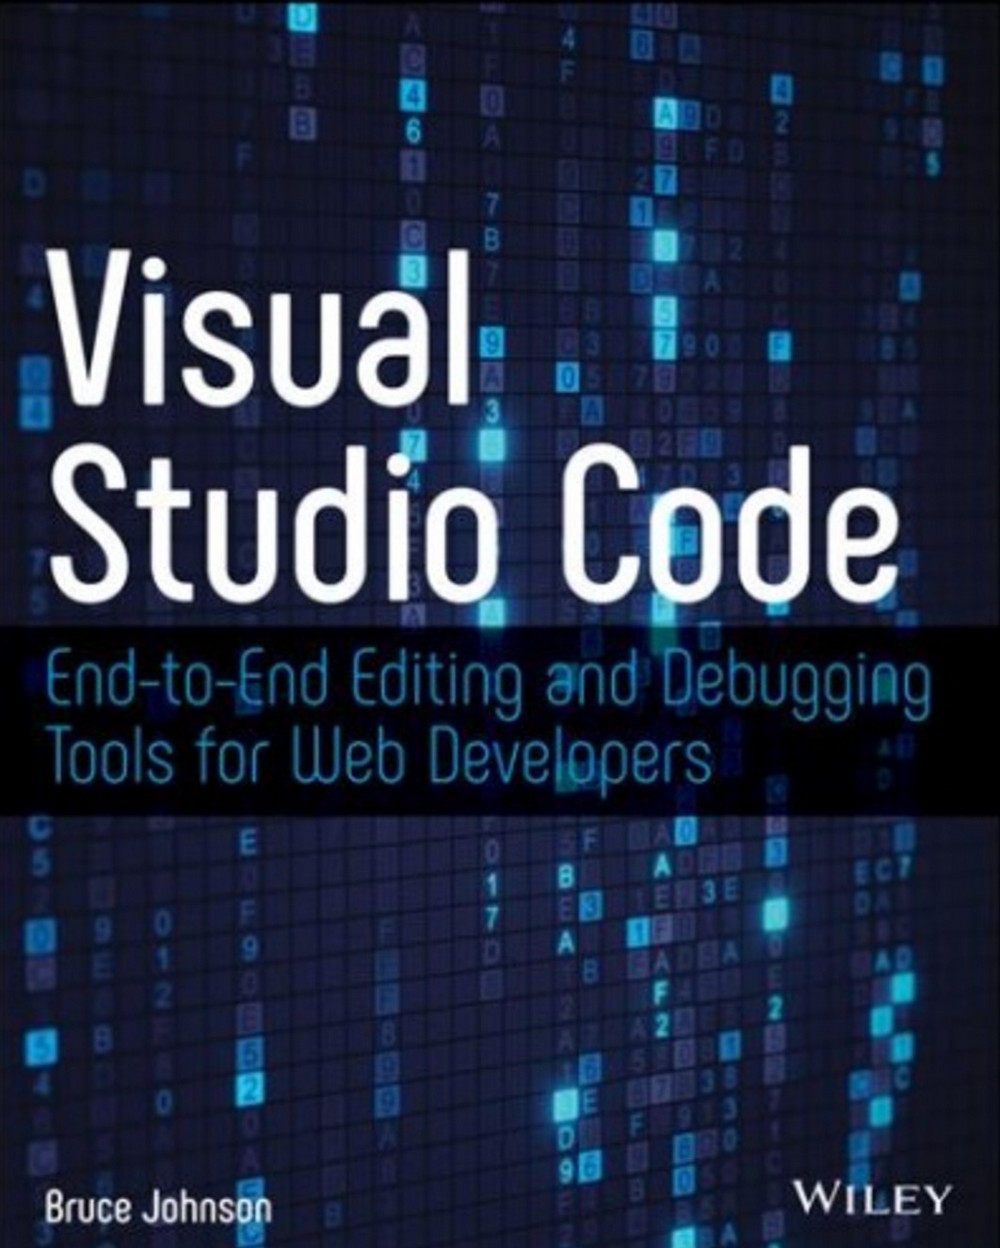 Visual
Studio Code
End-to-End Editing and Debugging
Tools for Web Developers
Bruce Johnson
WILEY